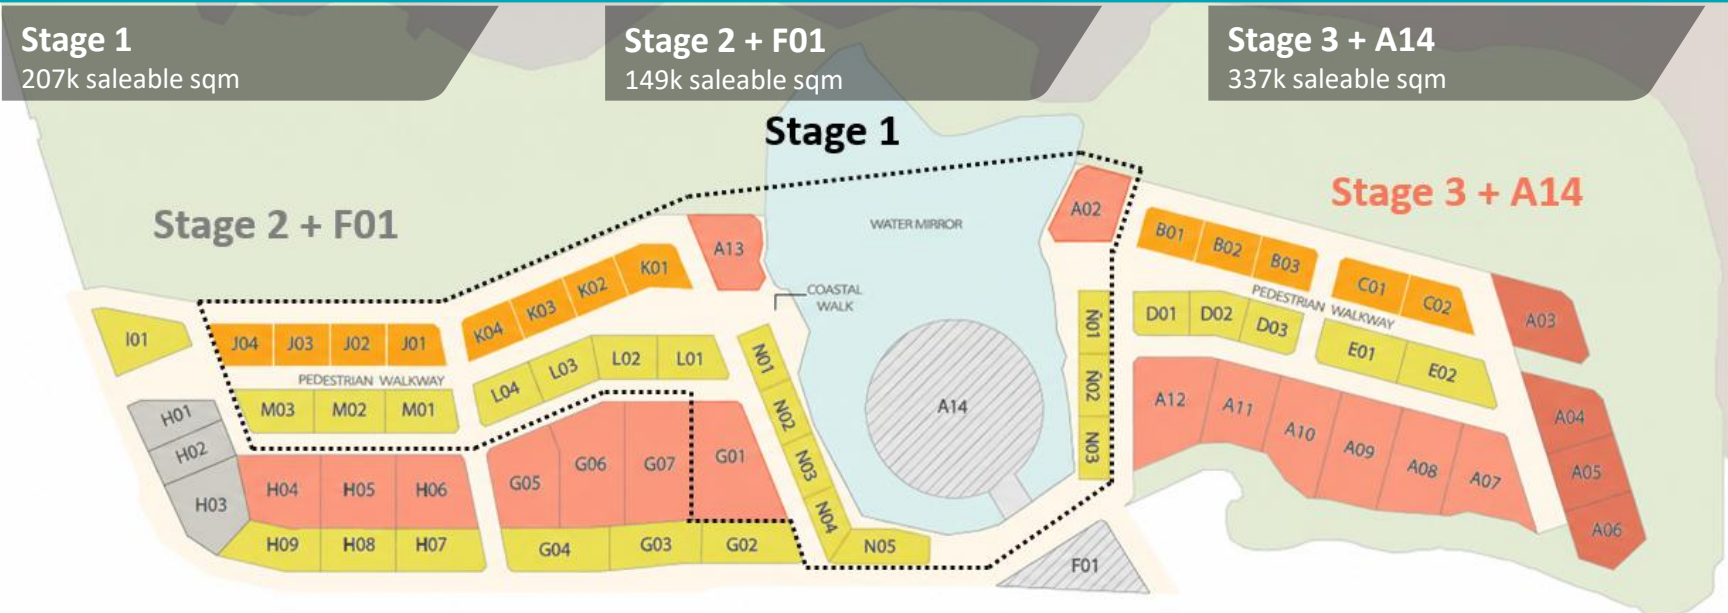 Stage 1
207k saleable sqm
Stage 2 + F01
149k saleable sqm
Stage 3 + A14
337k saleable sqm
Stage 1
Stage 2 + F01
Stage 3 + A14
WATER MIRROR
COASTAL
WALK
A13
A02
A14
F01
I01
J04
J03
J02
J01
K04
K03
K02
K01
PEDESTRIAN WALKWAY
M03
M02
M01
L04
L03
L02
L01
H01
H02
H03
H04
H05
H06
H09
H08
H07
G05
G06
G07
G01
G04
G03
G02
N01
N02
N03
N04
N05
Ñ01
Ñ02
Ñ03
B01
B02
B03
C01
C02
PEDESTRIAN WALKWAY
D01
D02
D03
E01
E02
A03
A04
A05
A06
A12
A11
A10
A09
A08
A07